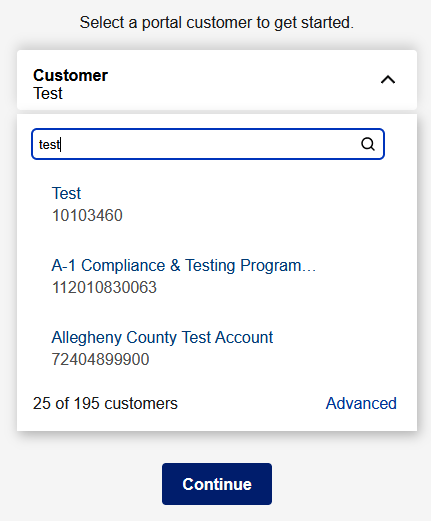 Select a portal customer to get started.
Customer
Test
test
Test
10103460
A-1 Compliance & Testing Program...
112010830063
Allegheny County Test Account
72404899900
25 of 195 customers
Advanced
Continue